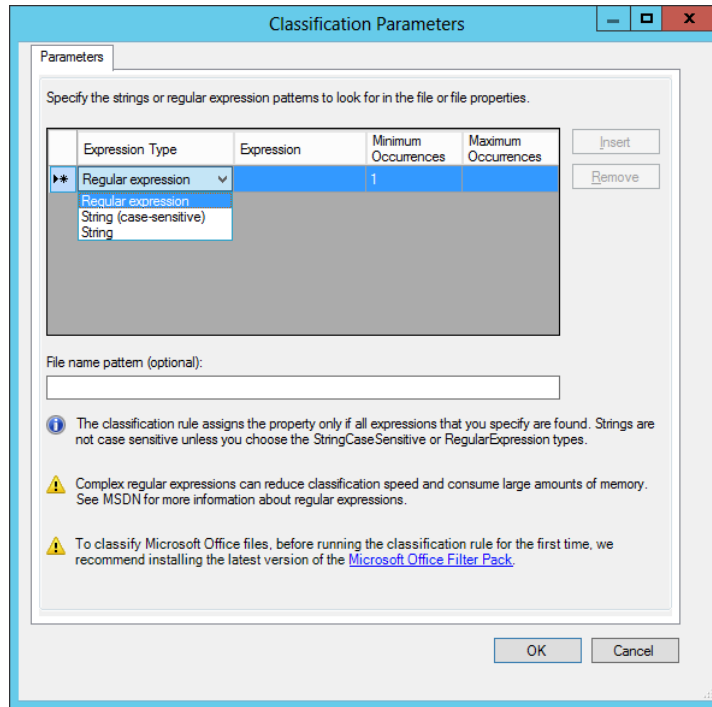 Classification Parameters
Parameters
Specify the strings or regular expression patterns to look for in the file or file properties.
Expression Type
Expression
Minimum
Occurrences
Maximum
Occurrences
Insert
Regular expression
1
Remove
Regular expression
String (case-sensitive)
String
File name pattern (optional):
The classification rule assigns the property only if all expressions that you specify are found. Strings are
not case sensitive unless you choose the StringCaseSensitive or RegularExpression types.
Complex regular expressions can reduce classification speed and consume large amounts of memory.
See MSDN for more information about regular expressions.
To classify Microsoft Office files, before running the classification rule for the first time, we
recommend installing the latest version of the Microsoft Office Filter Pack.
OK
Cancel